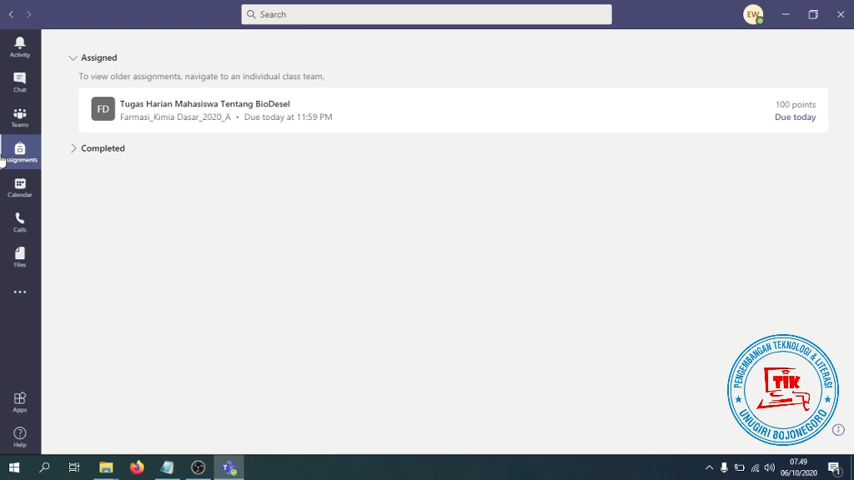 Search
EW
Activity
Chat
Teams
Assignments
Calendar
Calls
Files
Apps
Help
Assigned
To view older assignments, navigate to an individual class team.
FD
Tugas Harian Mahasiswa Tentang BioDesel
100 points
Farmasi_Kimia Dasar_2020_A • Due today at 11:59 PM
Due today
Completed
PENGEMBANGAN TEKNOLOGI & LITERASI
TIK
UNUGIRI BOJONEGORO
07.49
06/10/2020